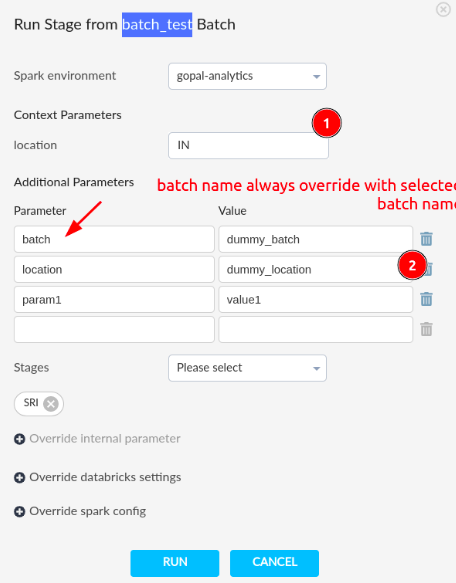 Run Stage from batch_test Batch
Spark environment
gopal-analytics
Context Parameters
1
location
IN
Additional Parameters
batch name always override with selected
batch name
Parameter
Value
batch
dummy_batch
location
dummy_location
2
param1
value1
Stages
Please select
SRI
Override internal parameter
Override databricks settings
Override spark config
RUN
CANCEL